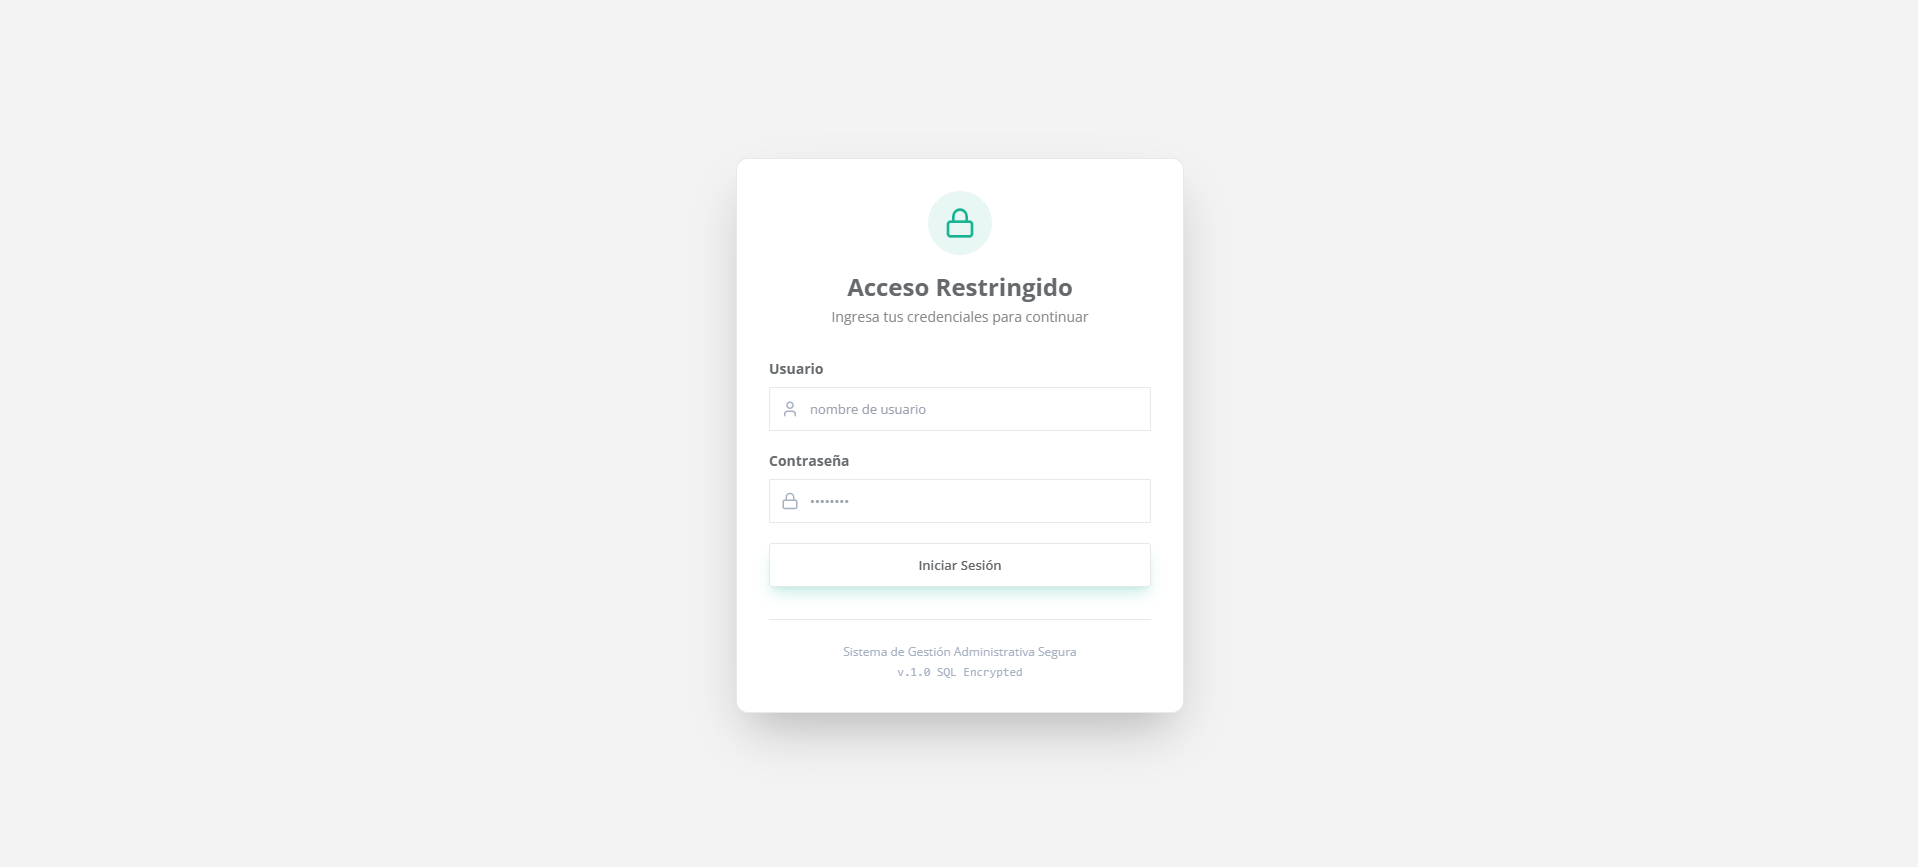 Acceso Restringido
Ingresa tus credenciales para continuar
Usuario
nombre de usuario
Contraseña
••••••••
Iniciar Sesión
Sistema de Gestión Administrativa Segura
v.1.0 SQL Encrypted